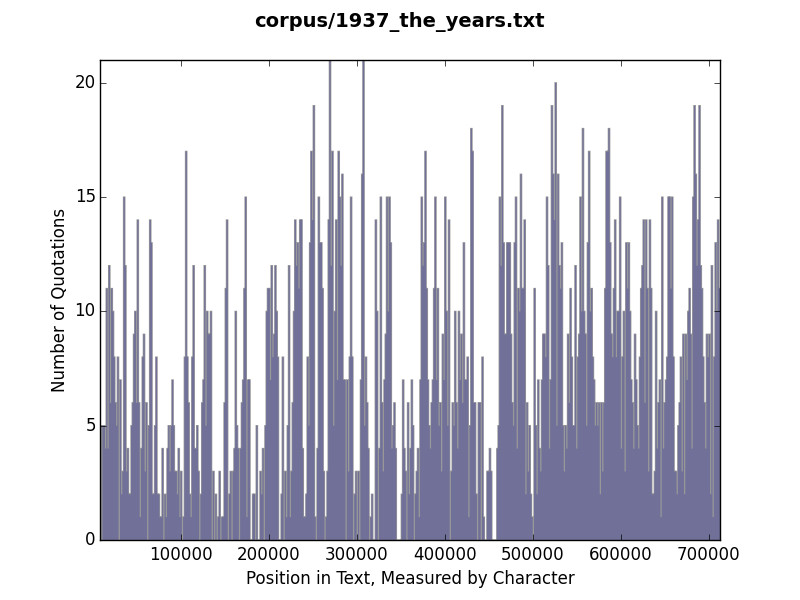 corpus/1937_the_years.txt
20
15
10
5
0
Number of Quotations
100000 200000 300000 400000 500000 600000 700000
Position in Text, Measured by Character